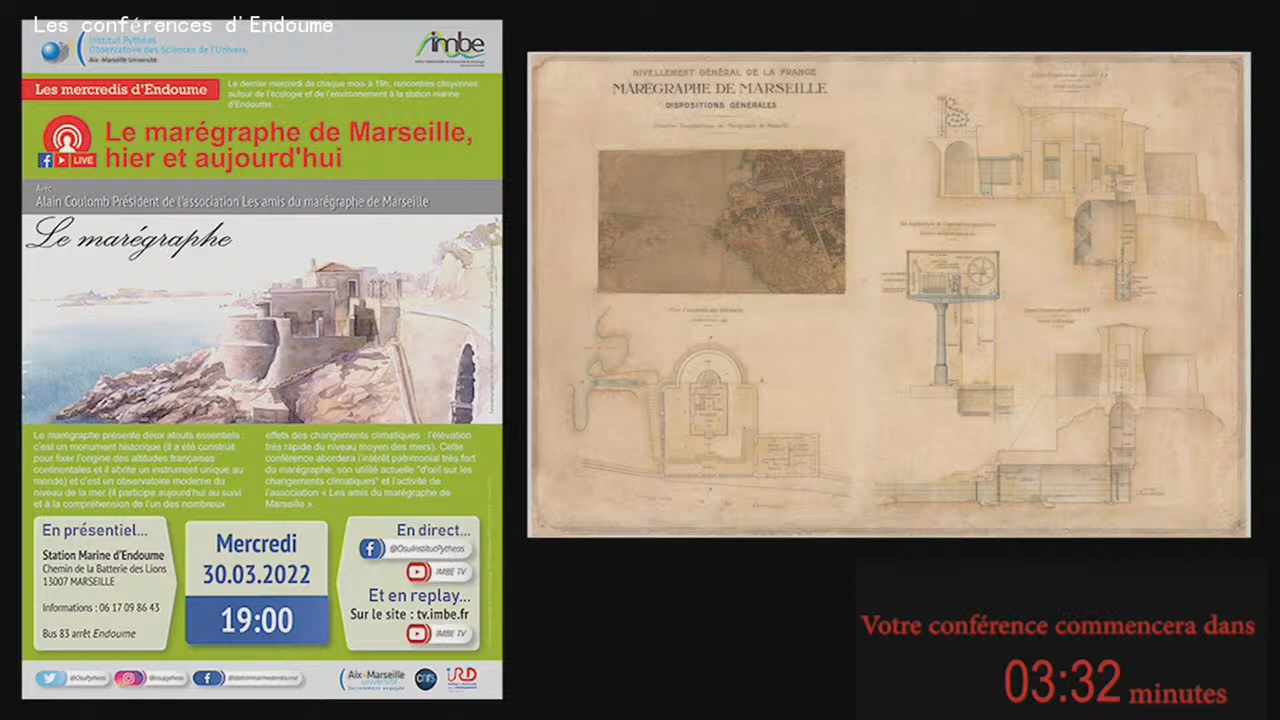 Les conférences d'Endoume
Institut Pythéas
Observatoire des Sciences de l'Univers
Aix-Marseille Université
imbe
Les mercredis d'Endoume
Le dernier mercredi de chaque mois à 19h, rencontres citoyennes
autour de l'écologie et de l'environnement à la station marine
d'Endoume.
LIVE
Le marégraphe de Marseille,
hier et aujourd'hui
Avec
Alain Coulomb Président de l'association Les amis du marégraphe de Marseille
Le marégraphe
Le marégraphe présente deux atouts essentiels :
c'est un monument historique (il a été construit
pour fixer l'origine des altitudes françaises
continentales et il abrite un instrument unique au
monde) et c'est un observatoire moderne du
niveau de la mer (il participe aujourd'hui au suivi
et à la compréhension de l'un des nombreux
effets des changements climatiques : l'élévation
très rapide du niveau moyen des mers). Cette
conférence abordera l'intérêt patrimonial très fort
du marégraphe, son utilité actuelle "d'œil sur les
changements climatiques" et l'activité de
l'association « Les amis du marégraphe de
Marseille ».
En présentiel...
Station Marine d'Endoume
Chemin de la Batterie des Lions
13007 MARSEILLE
Informations : 06 17 09 86 43
Bus 83 arrêt Endoume
Mercredi
30.03.2022
19:00
En direct...
@OsuInstitutPytheas
IMBE TV
Et en replay...
Sur le site : tv.imbe.fr
IMBE TV
@OsuPytheas
@osupytheas
@stationmarinedendoume
Aix-Marseille
université
Socialement engagée
cnrs
IRD
NIVELLEMENT GÉNÉRAL DE LA FRANCE
MARÉGRAPHE DE MARSEILLE
DISPOSITIONS GÉNÉRALES
Votre conférence commencera dans
03:32 minutes